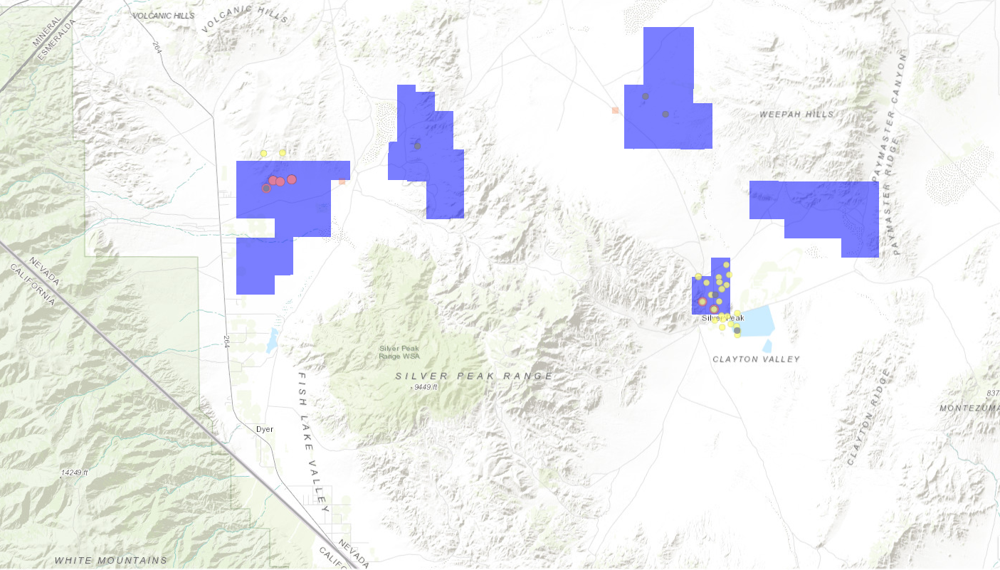 VOLCANIC HILLS
VOLCANIC HILLS
MINERAL
ESMERALDA
264
WEEPAH HILLS
PAYMASTER CANYON
PAYMASTER RIDGE
NEVADA
CALIFORNIA
Silver Peak
264
Silver Peak
Range WSA
CLAYTON VALLEY
SILVER PEAK RANGE
9449 ft
FISH LAKE VALLEY
CLAYTON RIDGE
837
MONTEZUMA
Dyer
14249 ft
WHITE MOUNTAINS
NEVADA
CALIFO